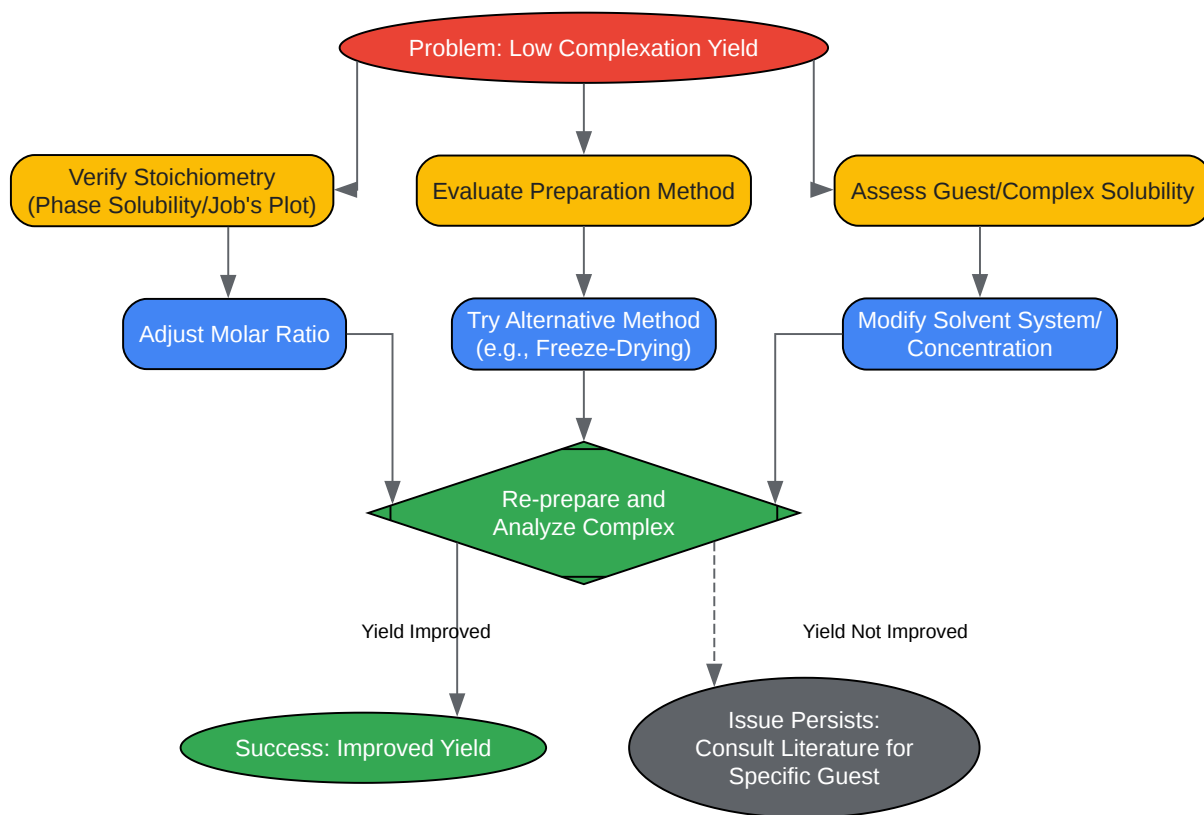 Problem: Low Complexation Yield
Verify Stoichiometry
(Phase Solubility/Job's Plot)
Evaluate Preparation Method
Assess Guest/Complex Solubility
Adjust Molar Ratio
Try Alternative Method
(e.g., Freeze-Drying)
Modify Solvent System/
Concentration
Re-prepare and
Analyze Complex
Yield Improved
Yield Not Improved
Success: Improved Yield
Issue Persists:
Consult Literature for
Specific Guest